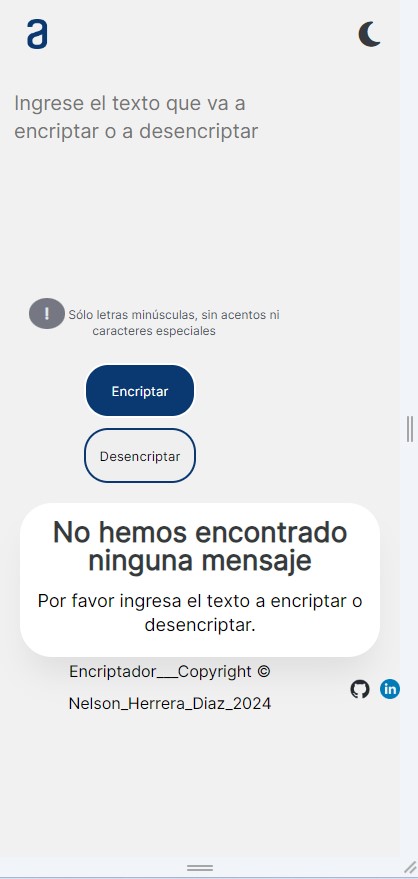 a
Ingrese el texto que va a
encriptar o a desencriptar
! Sólo letras minúsculas, sin acentos ni
caracteres especiales
Encriptar
Desencriptar
No hemos encontrado
ninguna mensaje
Por favor ingresa el texto a encriptar o
desencriptar.
Encriptador___Copyright ©
Nelson_Herrera_Diaz_2024
in